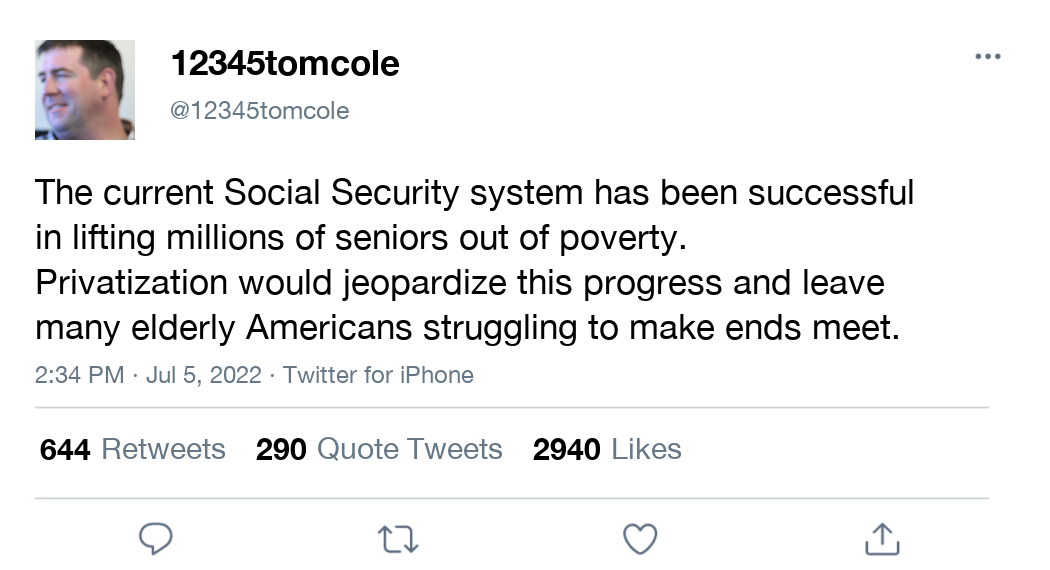 12345tomcole
@12345tomcole
The current Social Security system has been successful
in lifting millions of seniors out of poverty.
Privatization would jeopardize this progress and leave
many elderly Americans struggling to make ends meet.
2:34 PM · Jul 5, 2022 · Twitter for iPhone
644 Retweets 290 Quote Tweets 2940 Likes